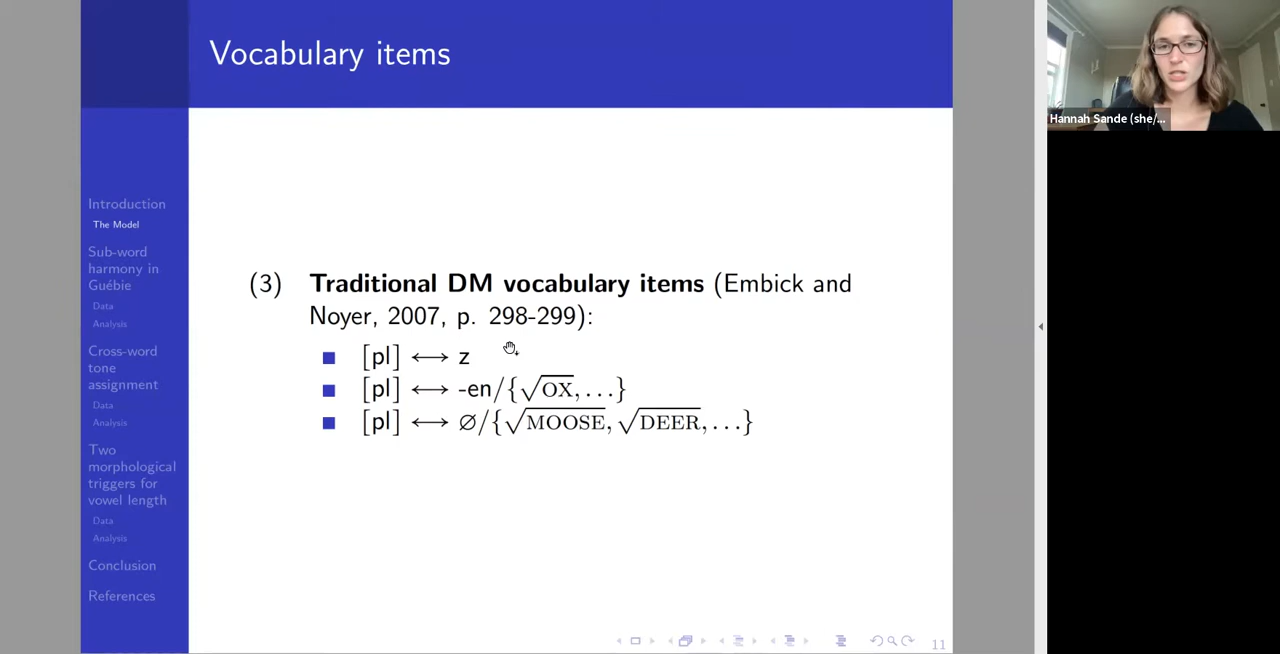 Vocabulary items
Introduction
The Model
Sub-word
harmony in
Guébie
Data
Analysis
Cross-word
tone
assignment
Data
Analysis
Two
morphological
triggers for
vowel length
Data
Analysis
Conclusion
References
(3) Traditional DM vocabulary items (Embick and
Noyer, 2007, p. 298-299):
[pl] ⟷ z
[pl] ⟷ -en/{√OX, ...}
[pl] ⟷ ∅/{√MOOSE, √DEER, ...}
11
Hannah Sande (she/...